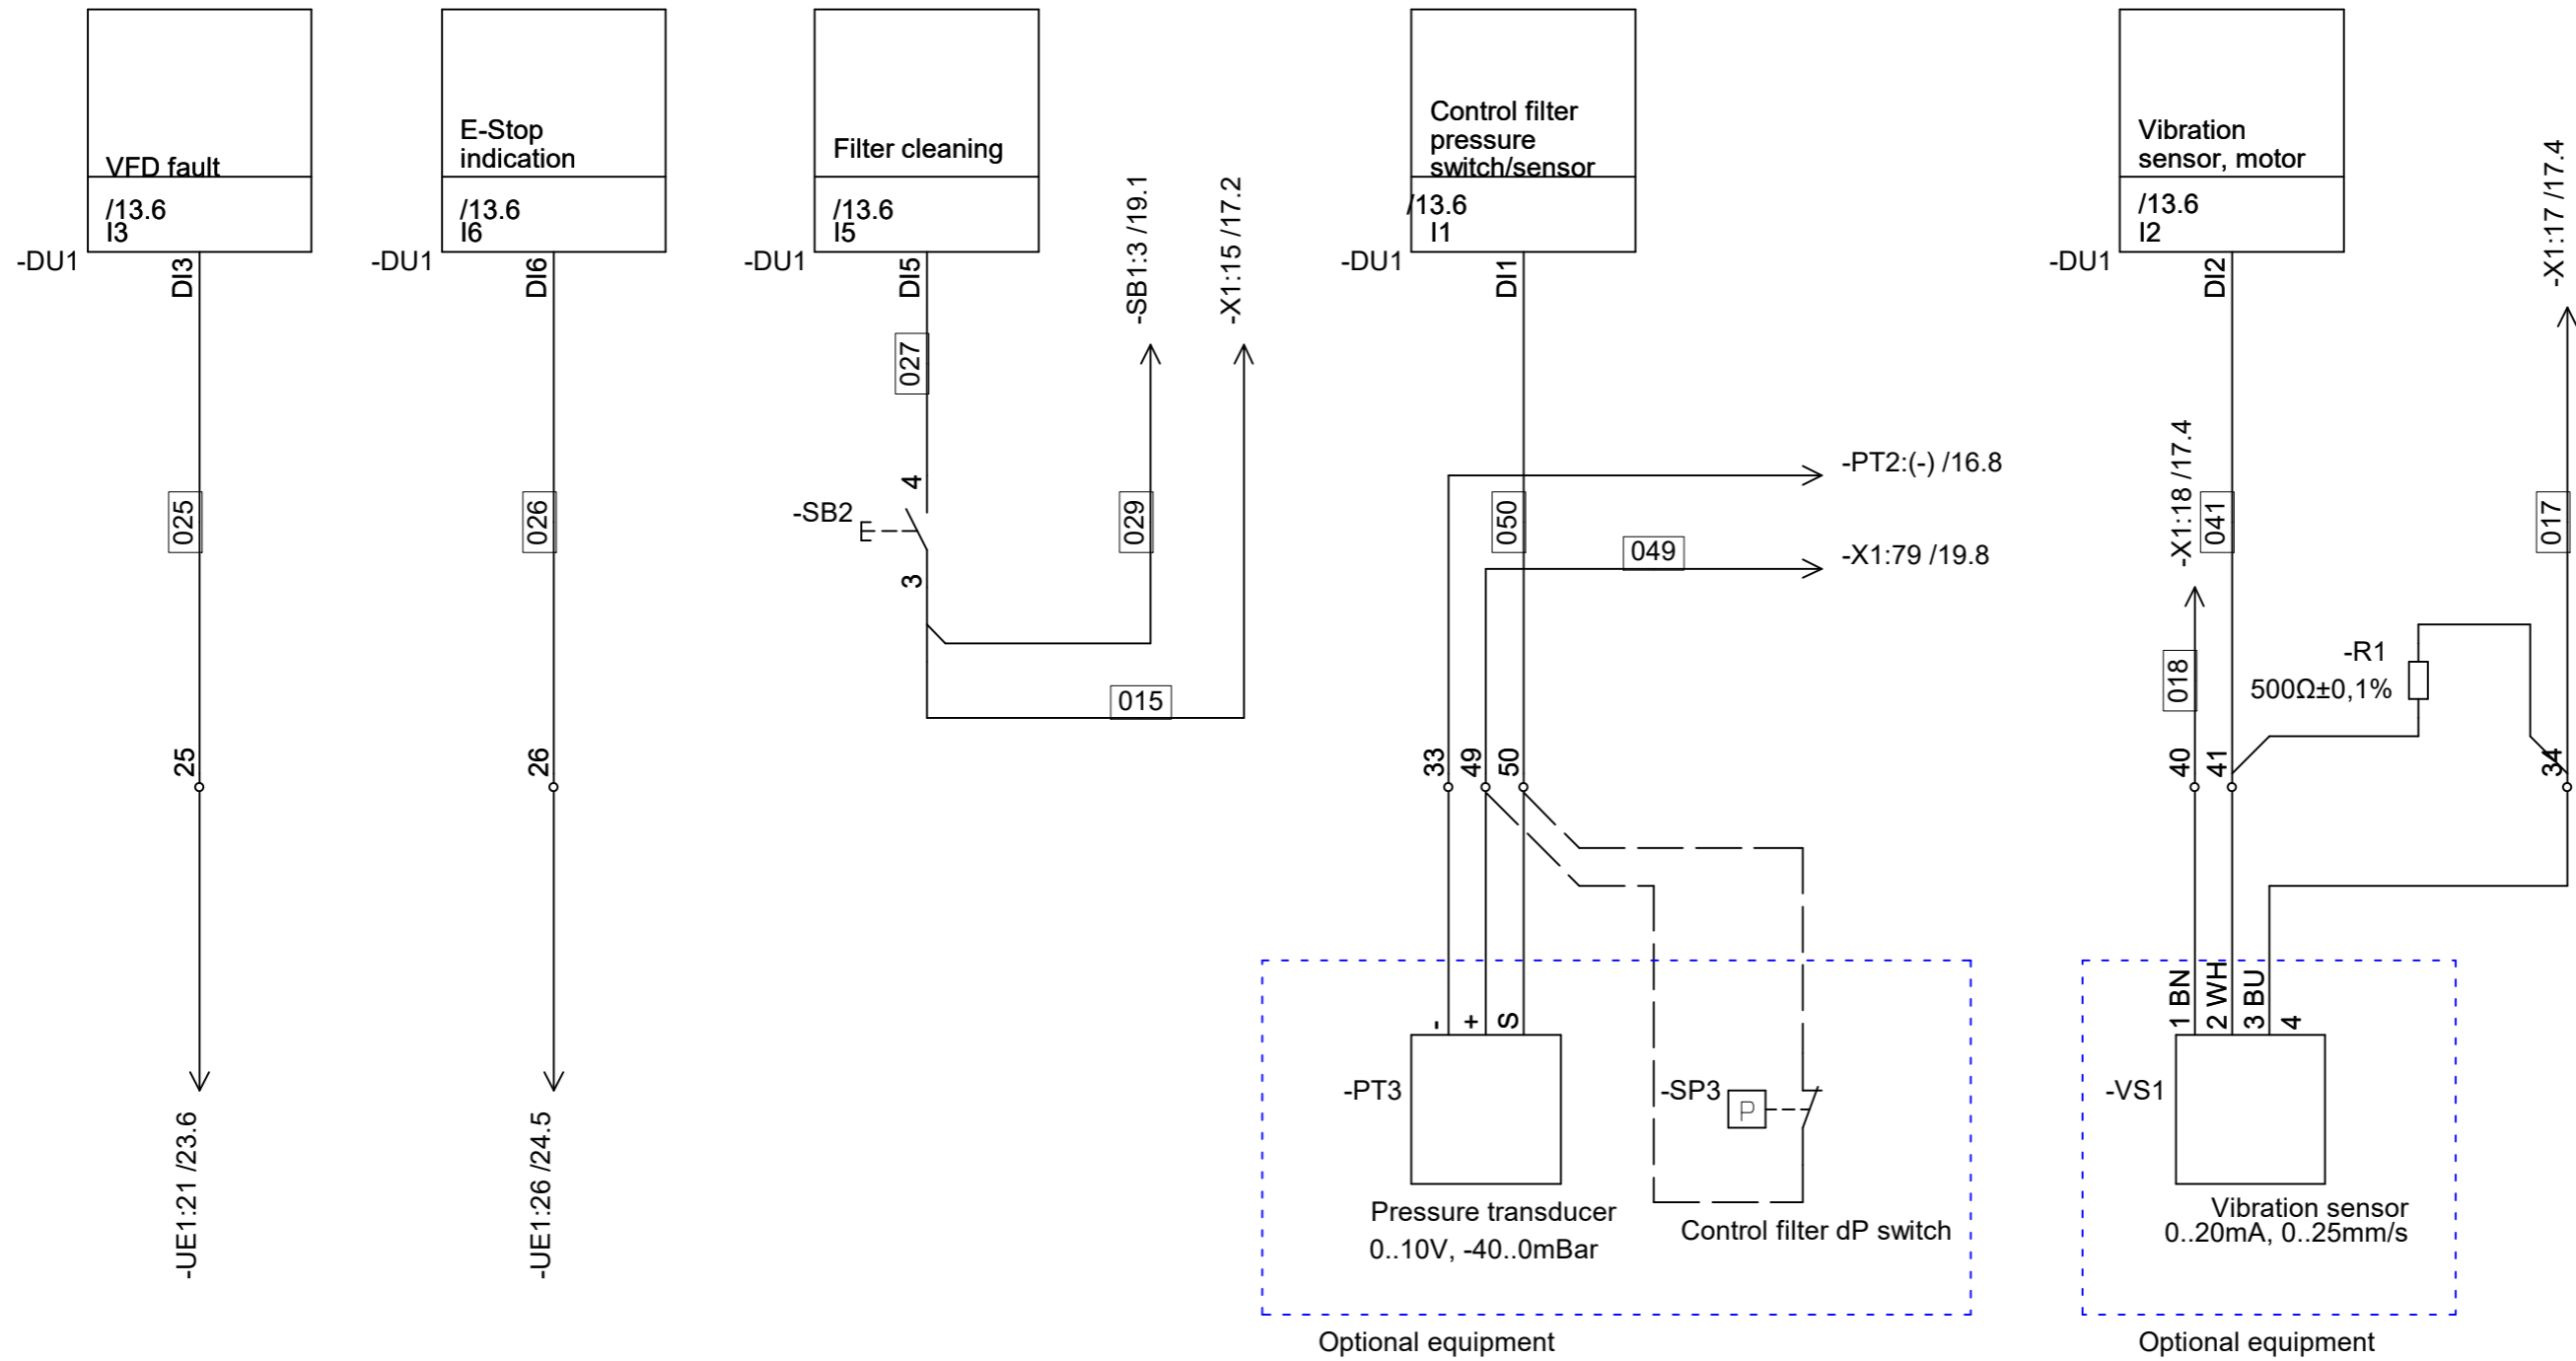 VFD fault
/13.6
I3
-DU1
DI3
025
25
-UE1:21 /23.6
E-Stop
indication
/13.6
I6
-DU1
DI6
026
26
-UE1:26 /24.5
Filter cleaning
/13.6
I5
-DU1
DI5
027
4
-SB2
3
029
015
-SB1:3 /19.1
-X1:15 /17.2
Control filter
pressure
switch/sensor
/13.6
I1
-DU1
DI1
-PT2:(-) /16.8
050
049
-X1:79 /19.8
33
49
50
-
+
S
-PT3
-SP3
P
Pressure transducer
0..10V, -40..0mBar
Control filter dP switch
Optional equipment
Vibration
sensor, motor
/13.6
I2
-DU1
DI2
-X1:17 /17.4
-X1:18 /17.4
041
017
018
-R1
500Ω±0,1%
40
41
34
1 BN
2 WH
3 BU
4
-VS1
Vibration sensor
0..20mA, 0..25mm/s
Optional equipment